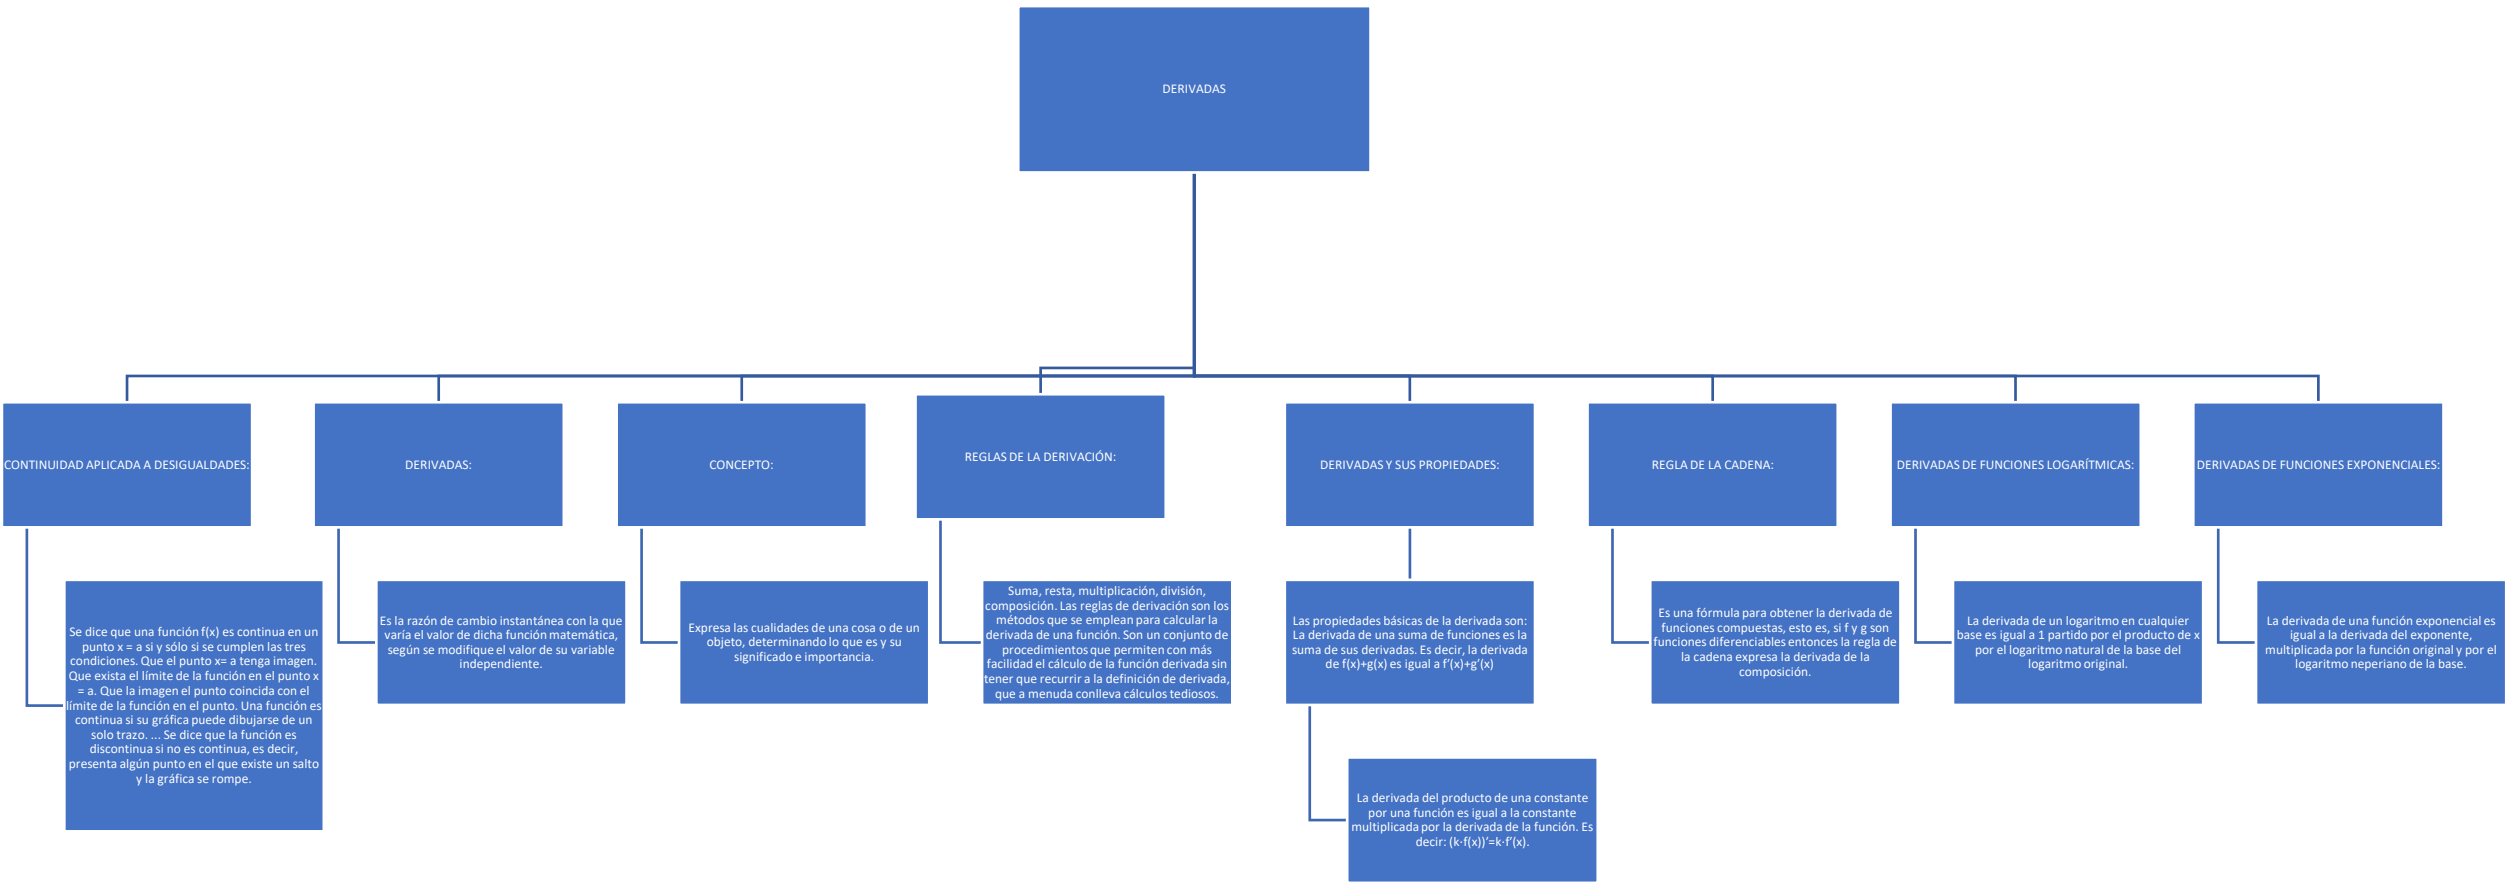 DERIVADAS
CONTINUIDAD APLICADA A DESIGUALDADES:
DERIVADAS:
CONCEPTO:
REGLAS DE LA DERIVACIÓN:
DERIVADAS Y SUS PROPIEDADES:
REGLA DE LA CADENA:
DERIVADAS DE FUNCIONES LOGARÍTMICAS:
DERIVADAS DE FUNCIONES EXPONENCIALES:
Se dice que una función f(x) es continua en un
punto x = a si y sólo si se cumplen las tres
condiciones. Que el punto x= a tenga imagen.
Que exista el límite de la función en el punto x
= a. Que la imagen el punto coincida con el
límite de la función en el punto. Una función es
continua si su gráfica puede dibujarse de un
solo trazo. ... Se dice que la función es
discontinua si no es continua, es decir,
presenta algún punto en el que existe un salto
y la gráfica se rompe.
Es la razón de cambio instantánea con la que
varía el valor de dicha función matemática,
según se modifique el valor de su variable
independiente.
Expresa las cualidades de una cosa o de un
objeto, determinando lo que es y su
significado e importancia.
Suma, resta, multiplicación, división,
composición. Las reglas de derivación son los
métodos que se emplean para calcular la
derivada de una función. Son un conjunto de
procedimientos que permiten con más
facilidad el cálculo de la función derivada sin
tener que recurrir a la definición de derivada,
que a menuda conlleva cálculos tediosos.
Las propiedades básicas de la derivada son:
La derivada de una suma de funciones es la
suma de sus derivadas. Es decir, la derivada
de f(x)+g(x) es igual a f’(x)+g’(x)
La derivada del producto de una constante
por una función es igual a la constante
multiplicada por la derivada de la función. Es
decir: (k·f(x))’=k·f’(x).
Es una fórmula para obtener la derivada de
funciones compuestas, esto es, si f y g son
funciones diferenciables entonces la regla de
la cadena expresa la derivada de la
composición.
La derivada de un logaritmo en cualquier
base es igual a 1 partido por el producto de x
por el logaritmo natural de la base del
logaritmo original.
La derivada de una función exponencial es
igual a la derivada del exponente,
multiplicada por la función original y por el
logaritmo neperiano de la base.